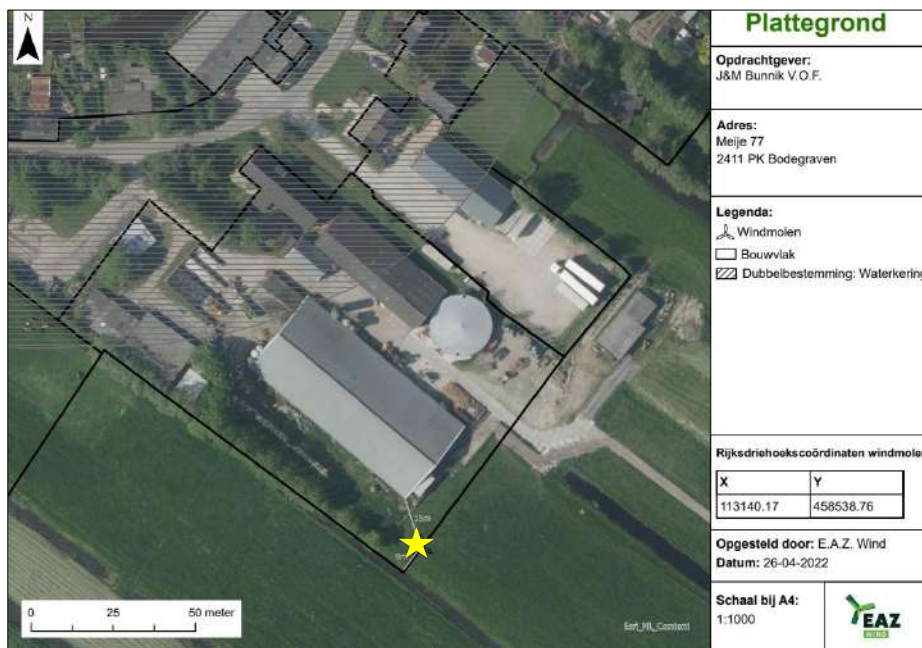 N
Plattegrond
Opdrachtgever:
J&M Bunnik V.O.F.
Adres:
Meije 77
2411 PK Bodegraven
Legenda:
Windmolen
Bouwvlak
Dubbelbestemming: Waterkering
Rijksdriehoekscoördinaten windmolen
X Y
113140.17 458538.76
Opgesteld door: E.A.Z. Wind
Datum: 26-04-2022
Schaal bij A4:
1:1000
EAZ
WIND
0 25 50 meter